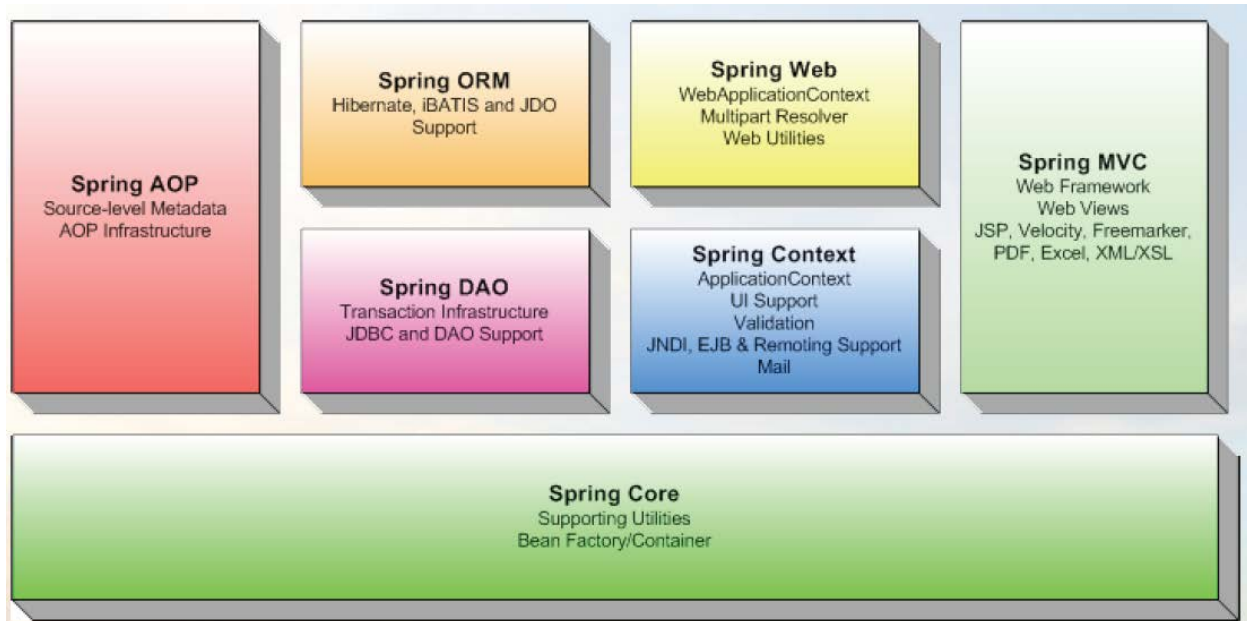 Spring AOP
Source-level Metadata
AOP Infrastructure
Spring ORM
Hibernate, iBATIS and JDO
Support
Spring Web
WebApplicationContext
Multipart Resolver
Web Utilities
Spring MVC
Web Framework
Web Views
JSP, Velocity, Freemarker,
PDF, Excel, XML/XSL
Spring DAO
Transaction Infrastructure
JDBC and DAO Support
Spring Context
ApplicationContext
UI Support
Validation
JNDI, EJB & Remoting Support
Mail
Spring Core
Supporting Utilities
Bean Factory/Container